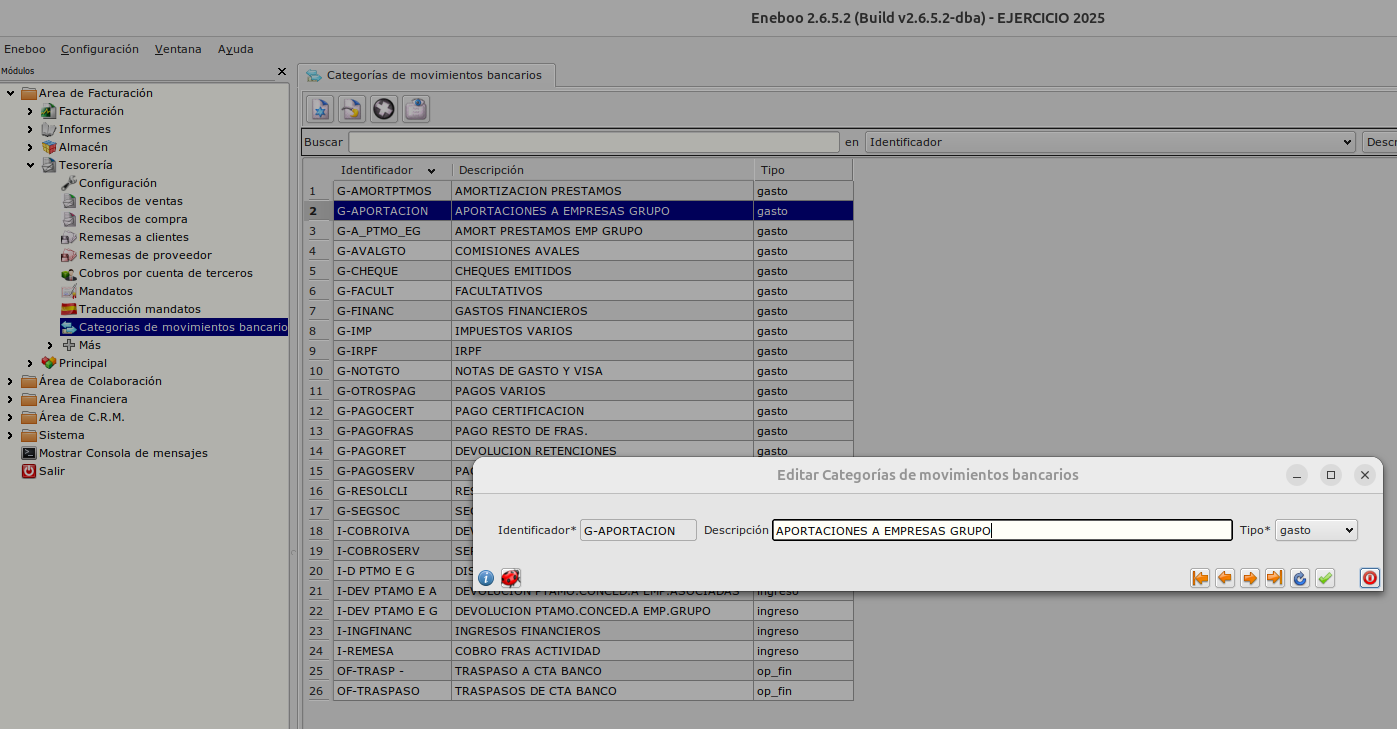 Eneboo 2.6.5.2 (Build v2.6.5.2-dba) - EJERCICIO 2025
Eneboo Configuración Ventana Ayuda
Módulos
Area de Facturación
Facturación
Informes
Almacén
Tesorería
Configuración
Recibos de ventas
Recibos de compra
Remesas a clientes
Remesas de proveedor
Cobros por cuenta de terceros
Mandatos
Traducción mandatos
Categorias de movimientos bancario
Más
Principal
Área de Colaboración
Area Financiera
Área de C.R.M.
Sistema
Mostrar Consola de mensajes
Salir
Categorías de movimientos bancarios
Buscar en Identificador Descr
Identificador Descripción Tipo
1 G-AMORTPTMOS AMORTIZACION PRESTAMOS gasto
2 G-APORTACION APORTACIONES A EMPRESAS GRUPO gasto
3 G-A_PTMO_EG AMORT PRESTAMOS EMP GRUPO gasto
4 G-AVALGTO COMISIONES AVALES gasto
5 G-CHEQUE CHEQUES EMITIDOS gasto
6 G-FACULT FACULTATIVOS gasto
7 G-FINANC GASTOS FINANCIEROS gasto
8 G-IMP IMPUESTOS VARIOS gasto
9 G-IRPF IRPF gasto
10 G-NOTGTO NOTAS DE GASTO Y VISA gasto
11 G-OTROSPAG PAGOS VARIOS gasto
12 G-PAGOCERT PAGO CERTIFICACION gasto
13 G-PAGOFRAS PAGO RESTO DE FRAS. gasto
14 G-PAGORET DEVOLUCION RETENCIONES gasto
15 G-PAGOSERV PA
16 G-RESOLCLI RES
17 G-SEGSOC SEG
18 I-COBROIVA DEV
19 I-COBROSERV SER
20 I-D PTMO E G DIS
21 I-DEV PTAMO E A DEVOLUCION PTAMO.CONCED.A EMP.ASOCIADAS ingreso
22 I-DEV PTAMO E G DEVOLUCION PTAMO.CONCED.A EMP.GRUPO ingreso
23 I-INGFINANC INGRESOS FINANCIEROS ingreso
24 I-REMESA COBRO FRAS ACTIVIDAD ingreso
25 OF-TRASP - TRASPASO A CTA BANCO op_fin
26 OF-TRASPASO TRASPASOS DE CTA BANCO op_fin
Editar Categorías de movimientos bancarios
Identificador* G-APORTACION Descripción APORTACIONES A EMPRESAS GRUPO Tipo* gasto